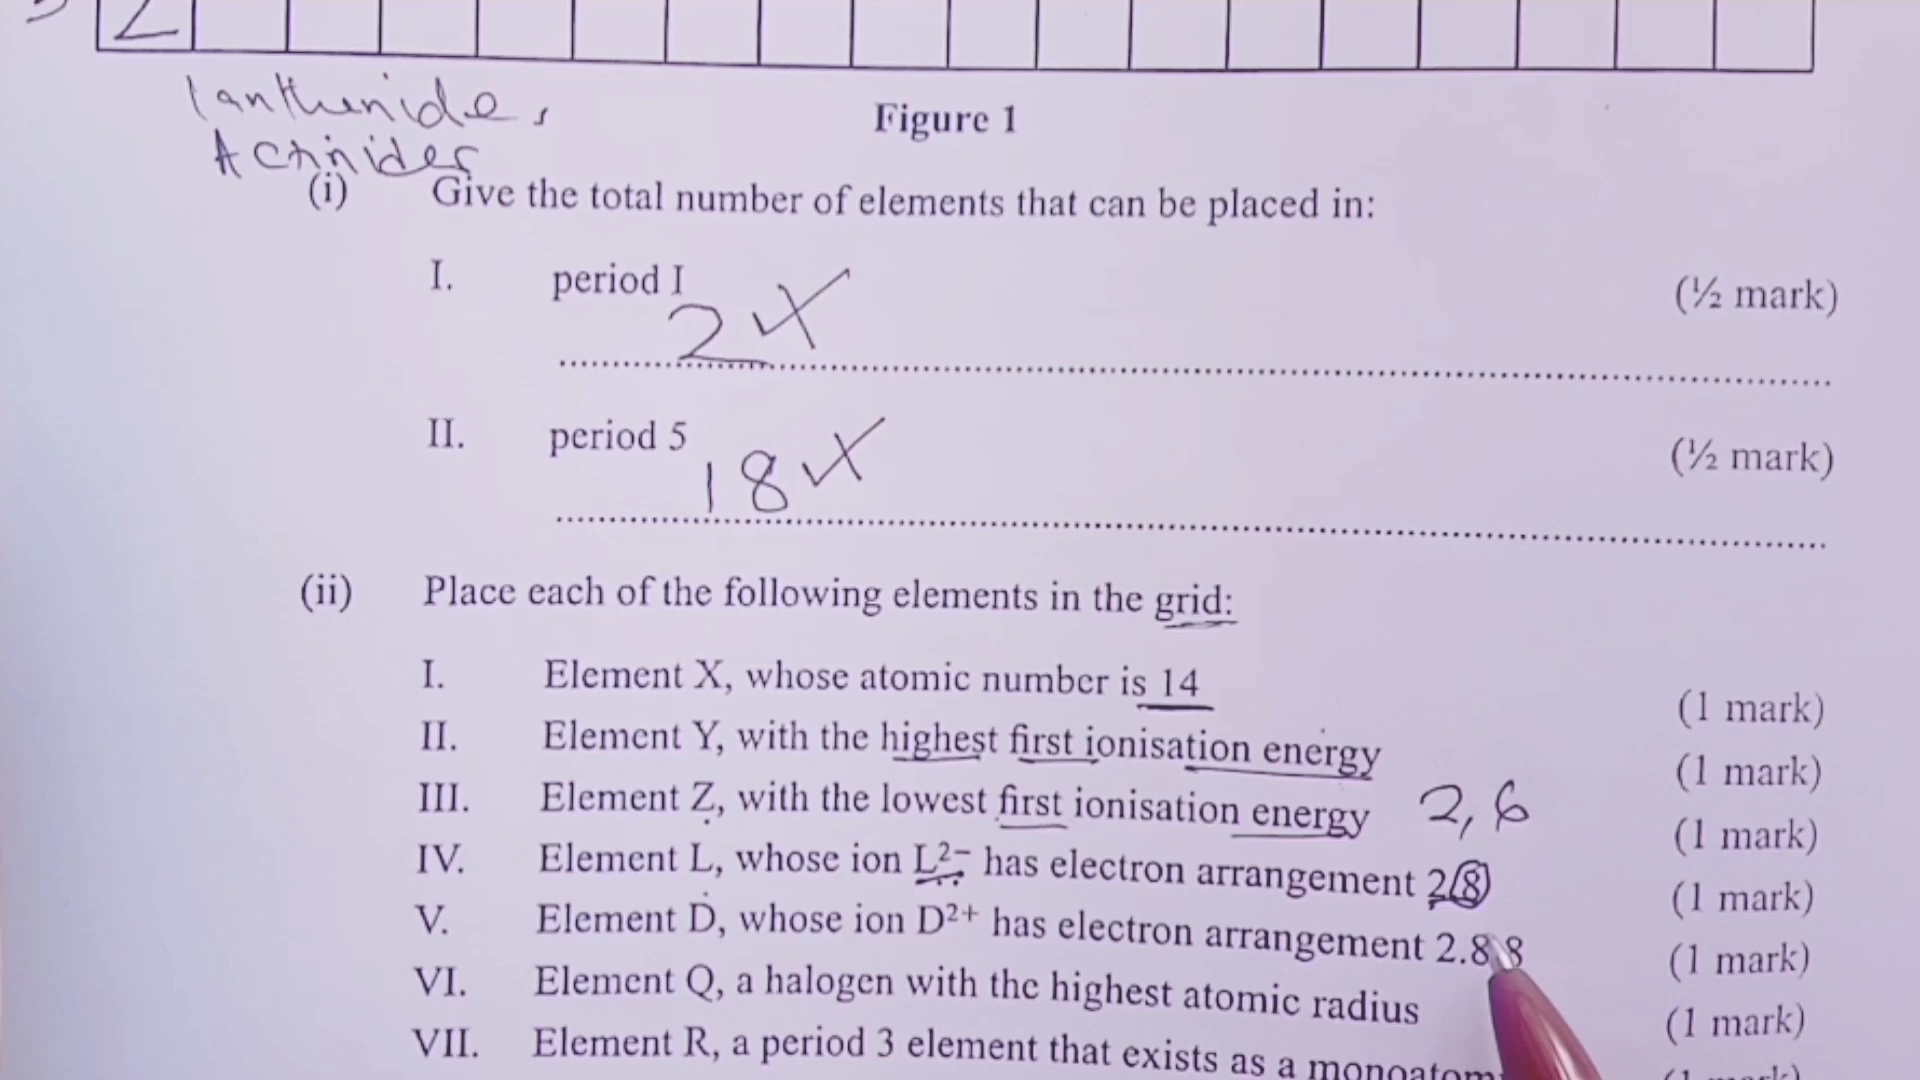 Z
lanthenides
Actinides
Figure 1
(i) Give the total number of elements that can be placed in:
I. period I (½ mark)
2
II. period 5 (½ mark)
18
(ii) Place each of the following elements in the grid:
I. Element X, whose atomic number is 14 (1 mark)
II. Element Y, with the highest first ionisation energy (1 mark)
III. Element Z, with the lowest first ionisation energy 2,6 (1 mark)
IV. Element L, whose ion L²⁻ has electron arrangement 2.8 (1 mark)
V. Element D, whose ion D²⁺ has electron arrangement 2.8.8 (1 mark)
VI. Element Q, a halogen with the highest atomic radius (1 mark)
VII. Element R, a period 3 element that exists as a